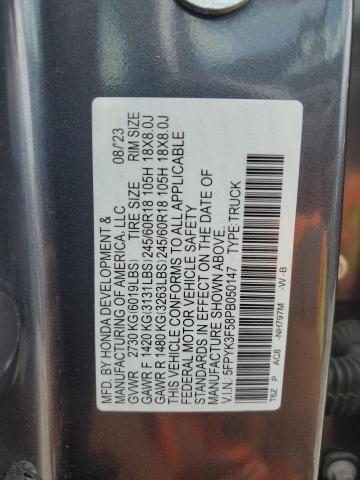 MFD. BY HONDA DEVELOPMENT &
MANUFACTURING OF AMERICA, LLC 08/'23
GVWR 2730 KG(6019LBS) TIRE SIZE RIM SIZE
GAWR F 1420 KG(3131LBS) 245/60R18 105H 18X8.0J
GAWR R 1480 KG(3263LBS) 245/60R18 105H 18X8.0J
THIS VEHICLE CONFORMS TO ALL APPLICABLE
FEDERAL MOTOR VEHICLE SAFETY
STANDARDS IN EFFECT ON THE DATE OF
MANUFACTURE SHOWN ABOVE.
V.I.N.: 5FPYK3F58PB050147 TYPE:TRUCK
T6Z P AC8 -NH797M -W -B